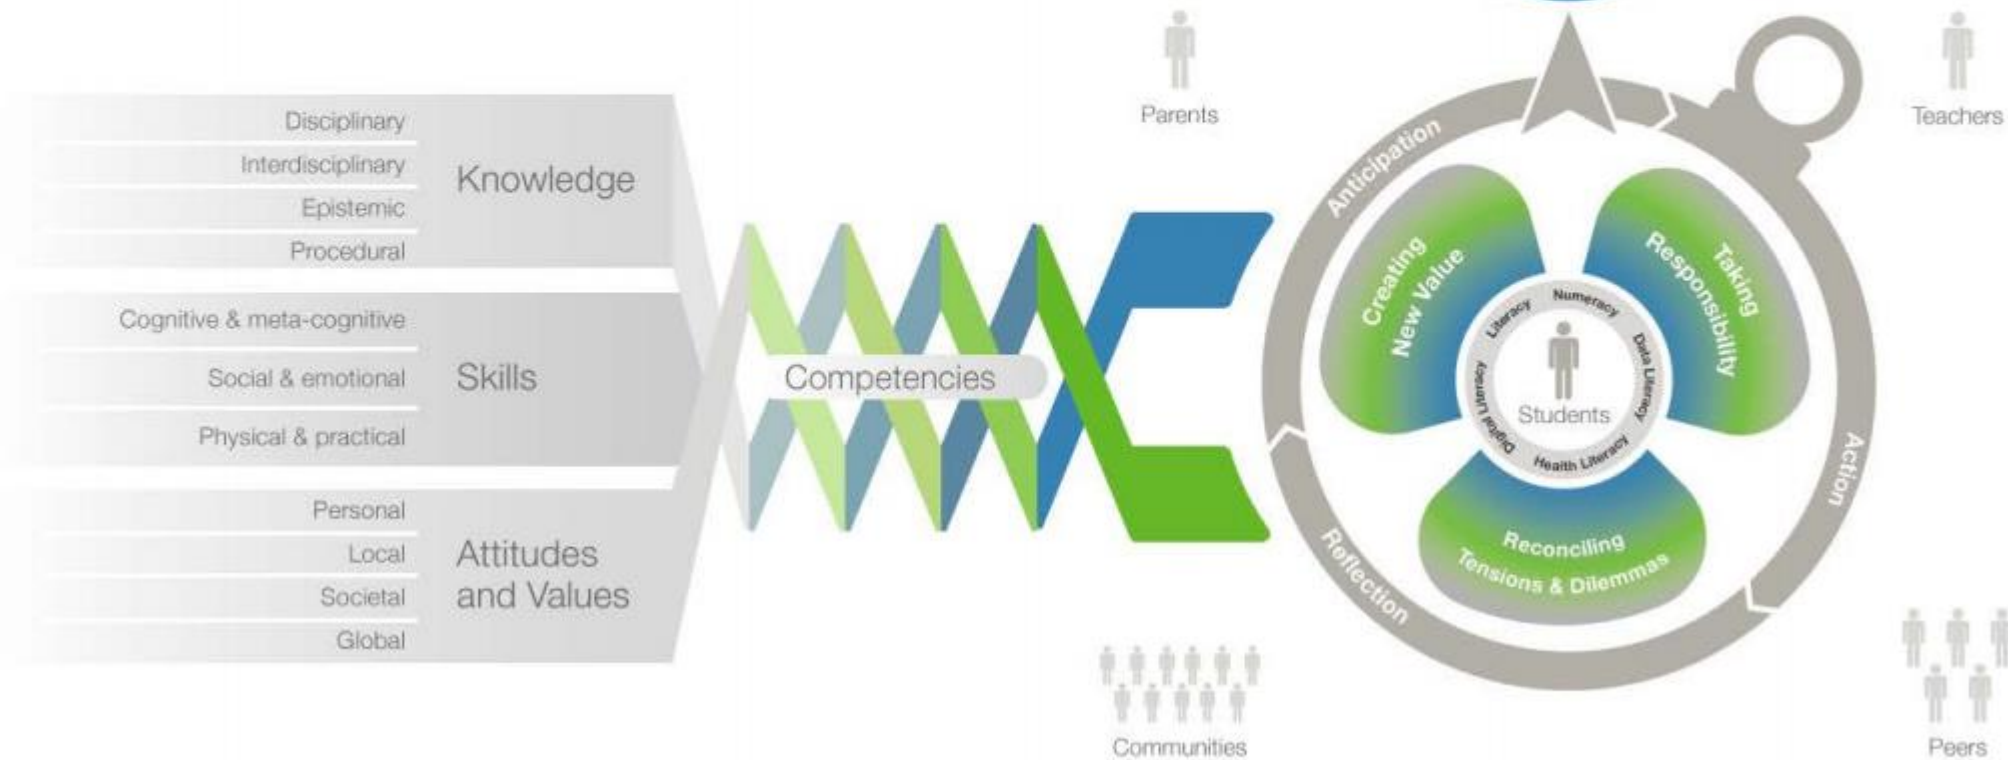 Disciplinary
Interdisciplinary
Epistemic
Procedural
Knowledge
Cognitive & meta-cognitive
Social & emotional
Physical & practical
Skills
Personal
Local
Societal
Global
Attitudes
and Values
Competencies
Parents
Teachers
Anticipation
Action
Reflection
Creating
New Value
Taking
Responsibility
Reconciling
Tensions & Dilemmas
Literacy
Numeracy
Data Literacy
Health Literacy
Digital Literacy
Students
Communities
Peers